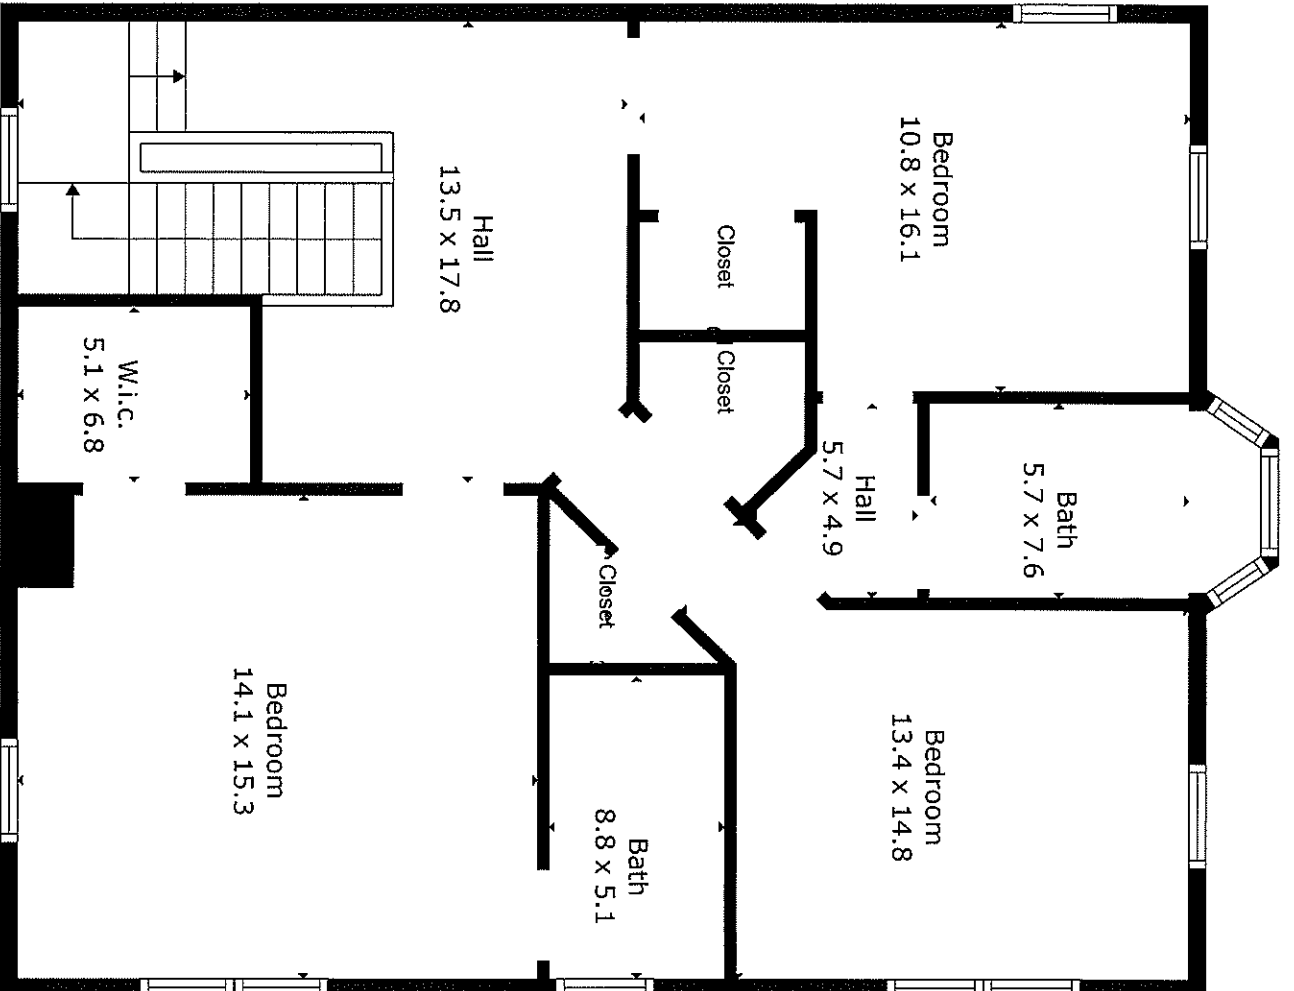 Bedroom
10.8 x 16.1
Closet
Closet
Hall
13.5 x 17.8
W.i.c.
5.1 x 6.8
Bath
5.7 x 7.6
Hall
5.7 x 4.9
Closet
Bedroom
13.4 x 14.8
Bath
8.8 x 5.1
Bedroom
14.1 x 15.3